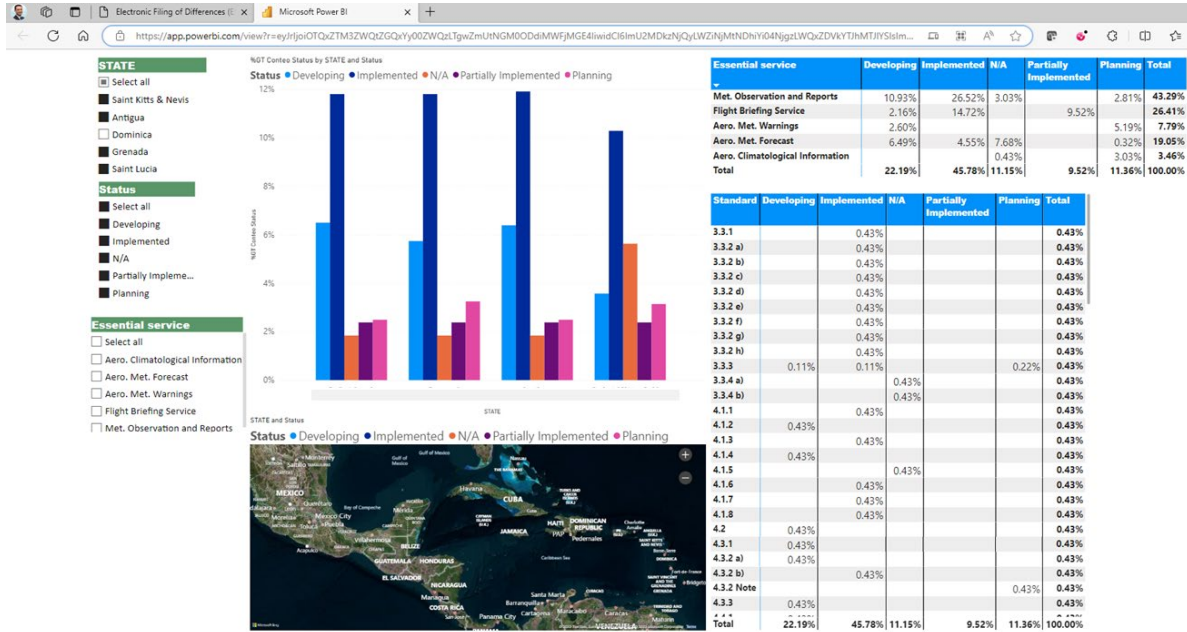 Electronic Filing of Differences (E
Microsoft Power BI
STATE
Select all
Saint Kitts & Nevis
Antigua
Dominica
Grenada
Saint Lucia
Status
Select all
Developing
Implemented
N/A
Partially Impleme...
Planning
Essential service
Select all
Aero. Climatological Information
Aero. Met. Forecast
Aero. Met. Warnings
Flight Briefing Service
Met. Observation and Reports
%GT Conteo Status by STATE and Status
Status Developing Implemented N/A Partially Implemented Planning
%GT Conteo Status
12%
10%
8%
6%
4%
2%
0%
STATE
STATE and Status
Status Developing Implemented N/A Partially Implemented Planning
Monterrey
Gulf of Mexico
Gulf of Mexico
Havana
MEXICO
CUBA
Bay of Campeche
Mérida
Mexico City
Puebla
HAITI
DOMINICAN REPUBLIC
JAMAICA
PAP
Pedernales
Villahermosa
Acapulco
BELIZE
Caribbean Sea
DOMINICA
GUATEMALA
HONDURAS
EL SALVADOR
NICARAGUA
Managua
Santa Marta
Barranquilla
Maracaibo
Caracas
Maturín
COSTA RICA
Panama City
Cartagena
VENEZUELA
PANAMA
Essential service Developing Implemented N/A Partially Implemented Planning Total
Met. Observation and Reports 10.93% 26.52% 3.03% 2.81% 43.29%
Flight Briefing Service 2.16% 14.72% 9.52% 26.41%
Aero. Met. Warnings 2.60% 5.19% 7.79%
Aero. Met. Forecast 6.49% 4.55% 7.68% 0.32% 19.05%
Aero. Climatological Information 0.43% 3.03% 3.46%
Total 22.19% 45.78% 11.15% 9.52% 11.36% 100.00%
Standard Developing Implemented N/A Partially Implemented Planning Total
3.3.1 0.43% 0.43%
3.3.2 a) 0.43% 0.43%
3.3.2 b) 0.43% 0.43%
3.3.2 c) 0.43% 0.43%
3.3.2 d) 0.43% 0.43%
3.3.2 e) 0.43% 0.43%
3.3.2 f) 0.43% 0.43%
3.3.2 g) 0.43% 0.43%
3.3.2 h) 0.43% 0.43%
3.3.3 0.11% 0.11% 0.22% 0.43%
3.3.4 a) 0.43% 0.43%
3.3.4 b) 0.43% 0.43%
4.1.1 0.43% 0.43%
4.1.2 0.43% 0.43%
4.1.3 0.43% 0.43%
4.1.4 0.43% 0.43%
4.1.5 0.43% 0.43%
4.1.6 0.43% 0.43%
4.1.7 0.43% 0.43%
4.1.8 0.43% 0.43%
4.2 0.43% 0.43%
4.3.1 0.43% 0.43%
4.3.2 a) 0.43% 0.43%
4.3.2 b) 0.43% 0.43%
4.3.2 Note 0.43% 0.43%
4.3.3 0.43% 0.43%
Total 22.19% 45.78% 11.15% 9.52% 11.36% 100.00%